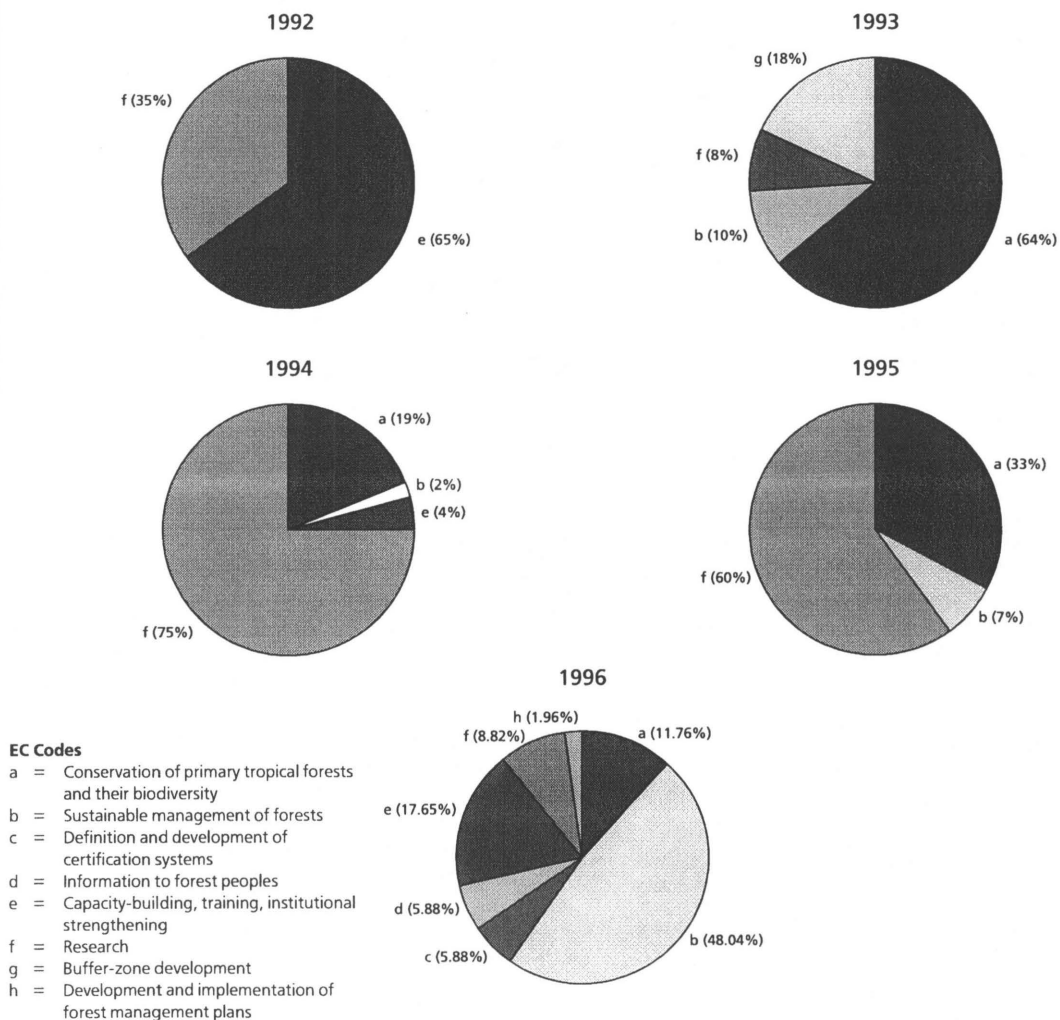 1992
f (35%)
e (65%)
1993
g (18%)
f (8%)
b (10%)
a (64%)
1994
a (19%)
b (2%)
e (4%)
f (75%)
1995
a (33%)
f (60%)
b (7%)
1996
h (1.96%)
f (8.82%)
a (11.76%)
e (17.65%)
d (5.88%)
c (5.88%)
b (48.04%)
EC Codes
a = Conservation of primary tropical forests
and their biodiversity
b = Sustainable management of forests
c = Definition and development of
certification systems
d = Information to forest peoples
e = Capacity-building, training, institutional
strengthening
f = Research
g = Buffer-zone development
h = Development and implementation of
forest management plans